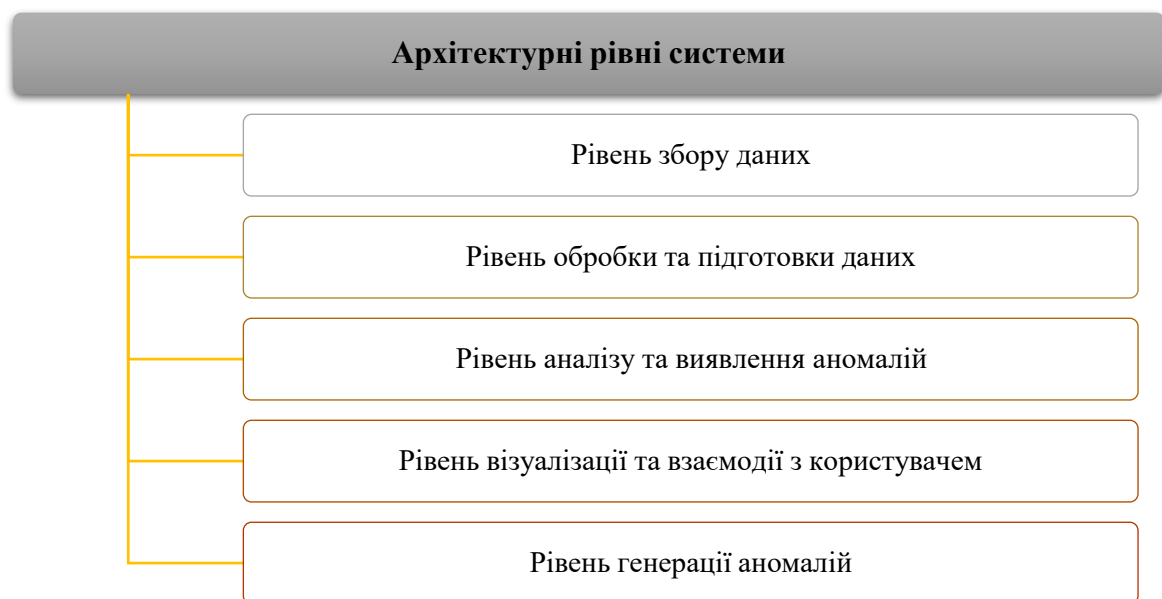 Архітектурні рівні системи
Рівень збору даних
Рівень обробки та підготовки даних
Рівень аналізу та виявлення аномалій
Рівень візуалізації та взаємодії з користувачем
Рівень генерації аномалій